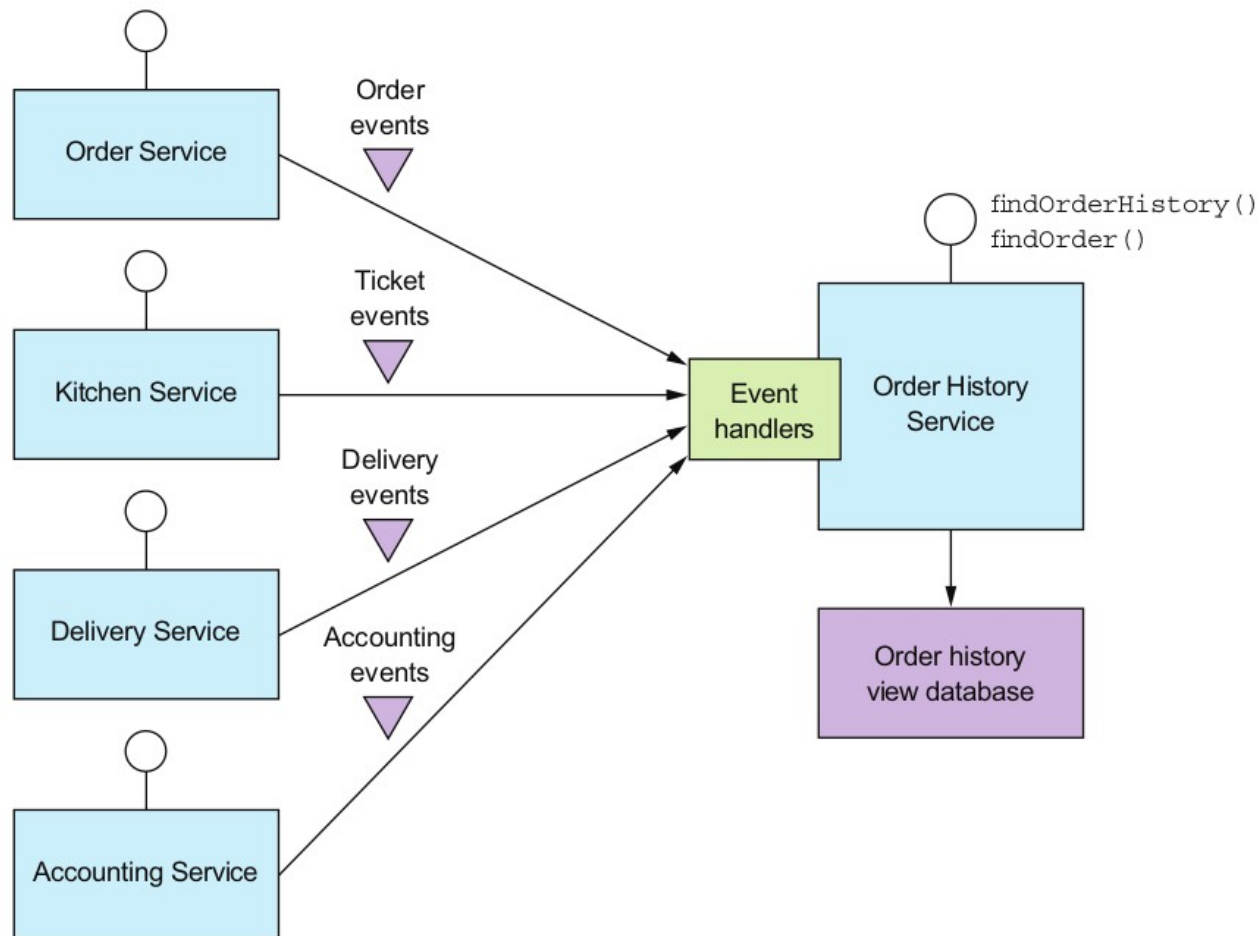 Order
events
Order Service
findOrderHistory()
findOrder()
Ticket
events
Kitchen Service
Event
handlers
Order History
Service
Delivery
events
Delivery Service
Accounting
events
Order history
view database
Accounting Service